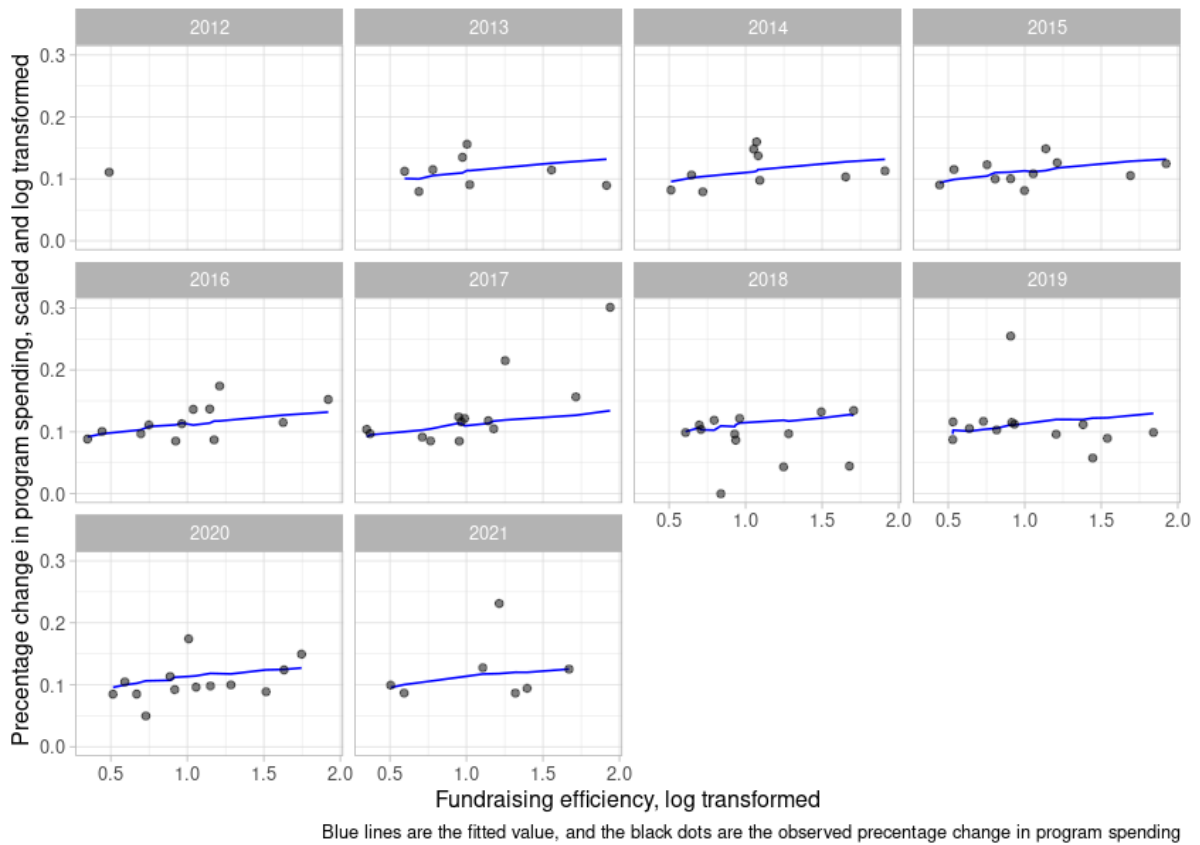 2012 2013 2014 2015
0.3
0.2
0.1
0.0
2016 2017 2018 2019
0.3
0.2
0.1
0.0
0.5 1.0 1.5 2.0 0.5 1.0 1.5 2.0
2020 2021
0.3
0.2
0.1
0.0
0.5 1.0 1.5 2.0 0.5 1.0 1.5 2.0
Precentage change in program spending, scaled and log transformed
Fundraising efficiency, log transformed
Blue lines are the fitted value, and the black dots are the observed precentage change in program spending